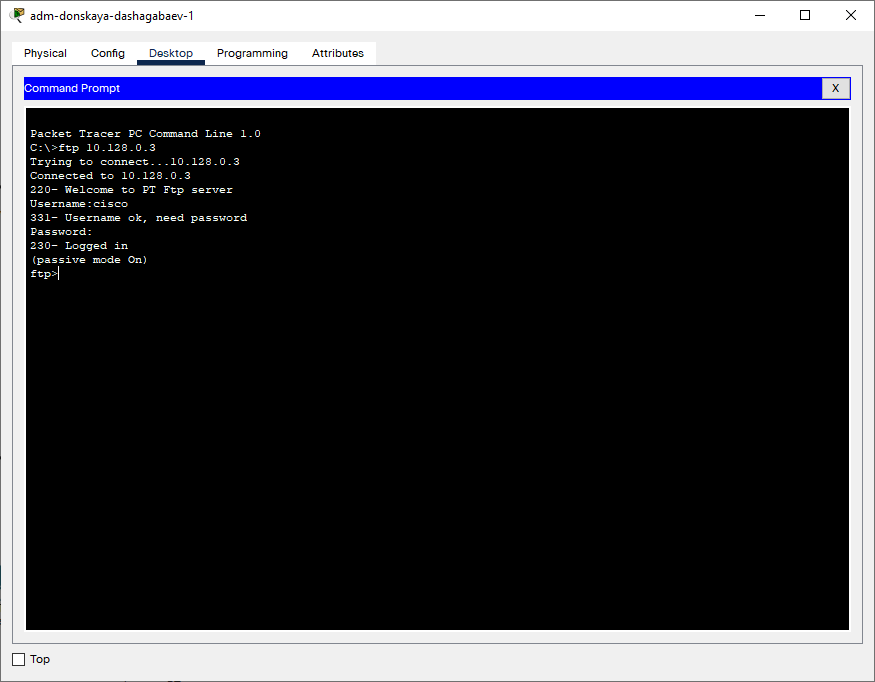 adm-donskaya-dashagabaev-1
Physical Config Desktop Programming Attributes
Command Prompt
X
Packet Tracer PC Command Line 1.0
C:\>ftp 10.128.0.3
Trying to connect...10.128.0.3
Connected to 10.128.0.3
220- Welcome to PT Ftp server
Username:cisco
331- Username ok, need password
Password:
230- Logged in
(passive mode On)
ftp>
Top